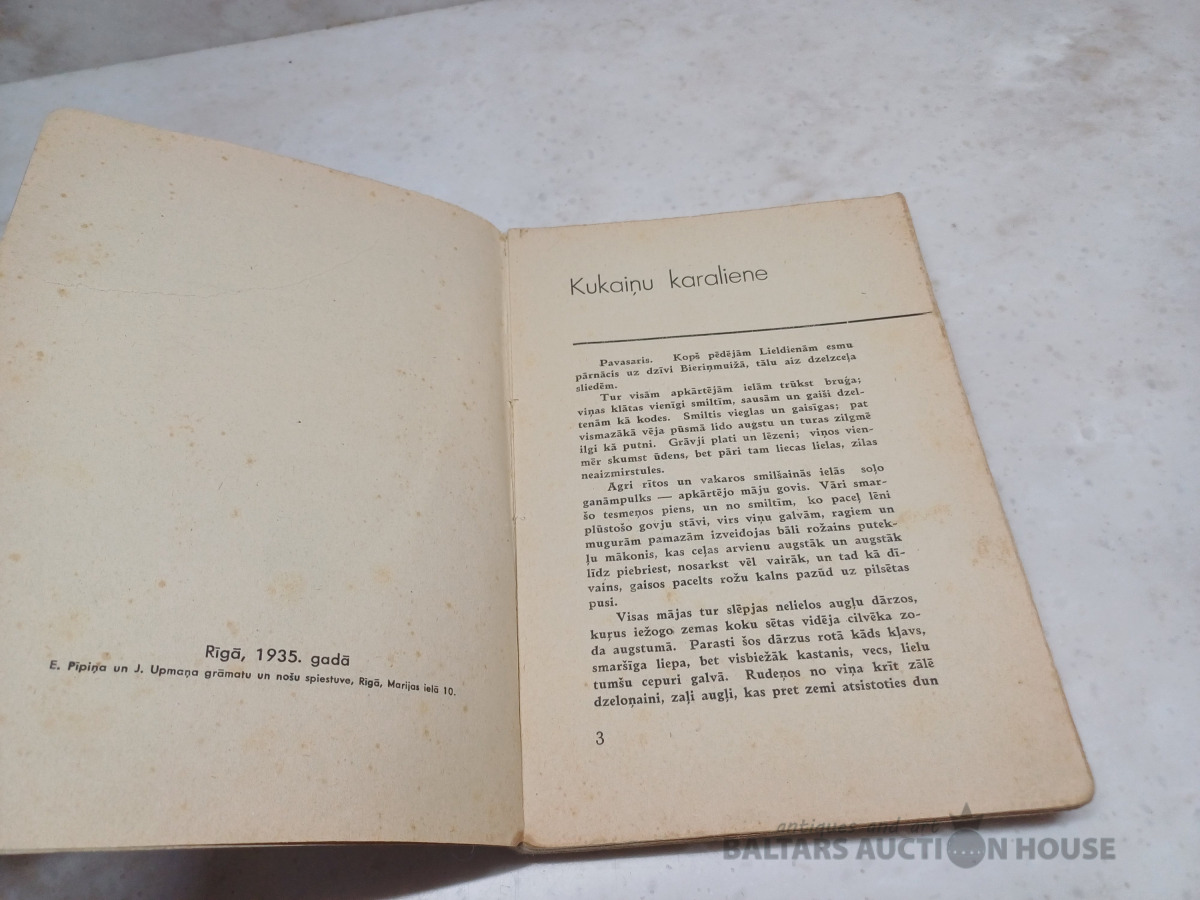 Rīgā, 1935. gadā
E. Pīpiņa un J. Upmaņa grāmatu un nošu spiestuve, Rīgā, Marijas ielā 10.
Kukaiņu karaliene
Pavasaris. Kopš pēdējām Lieldienām esmu
pārnācis uz dzīvi Bieriņmuižā, tālu aiz dzelzceļa
sliedēm.
Tur visām apkārtējām ielām trūkst bruģa;
viņas klātas vienīgi smiltīm, sausām un gaiši dzel-
tenām kā kodes. Smiltis vieglas un gaisīgas; pat
vismazākā vēja pūsmā lido augstu un turas zilgmē
ilgi kā putni. Grāvji plati un lēzeni; viņos vien-
mēr skumst ūdens, bet pāri tam liecas lielas, zilas
neaizmirstules.
Agri rītos un vakaros smilšainās ielās soļo
ganāmpulks — apkārtējo māju govis. Vāri smar-
šo tesmeņos piens, un no smiltīm, ko paceļ lēni
plūstošo govju stāvi, virs viņu galvām, ragiem un
mugurām pamazām izveidojas bāli rožains putek-
ļu mākonis, kas ceļas arvienu augstāk un augstāk
līdz piebriest, nosarkst vēl vairāk, un tad kā dī-
vains, gaisos pacelts rožu kalns pazūd uz pilsētas
pusi.
Visas mājas tur slēpjas nelielos augļu dārzos,
kuŗus iežogo zemas koku sētas vidēja cilvēka zo-
da augstumā. Parasti šos dārzus rotā kāds kļavs,
smaršīga liepa, bet visbiežāk kastanis, vecs, lielu
tumšu cepuri galvā. Rudeņos no viņa krīt zālē
dzeloņaini, zaļi augļi, kas pret zemi atsistoties dun
3
antiques and art
BALTARS AUCTION HOUSE